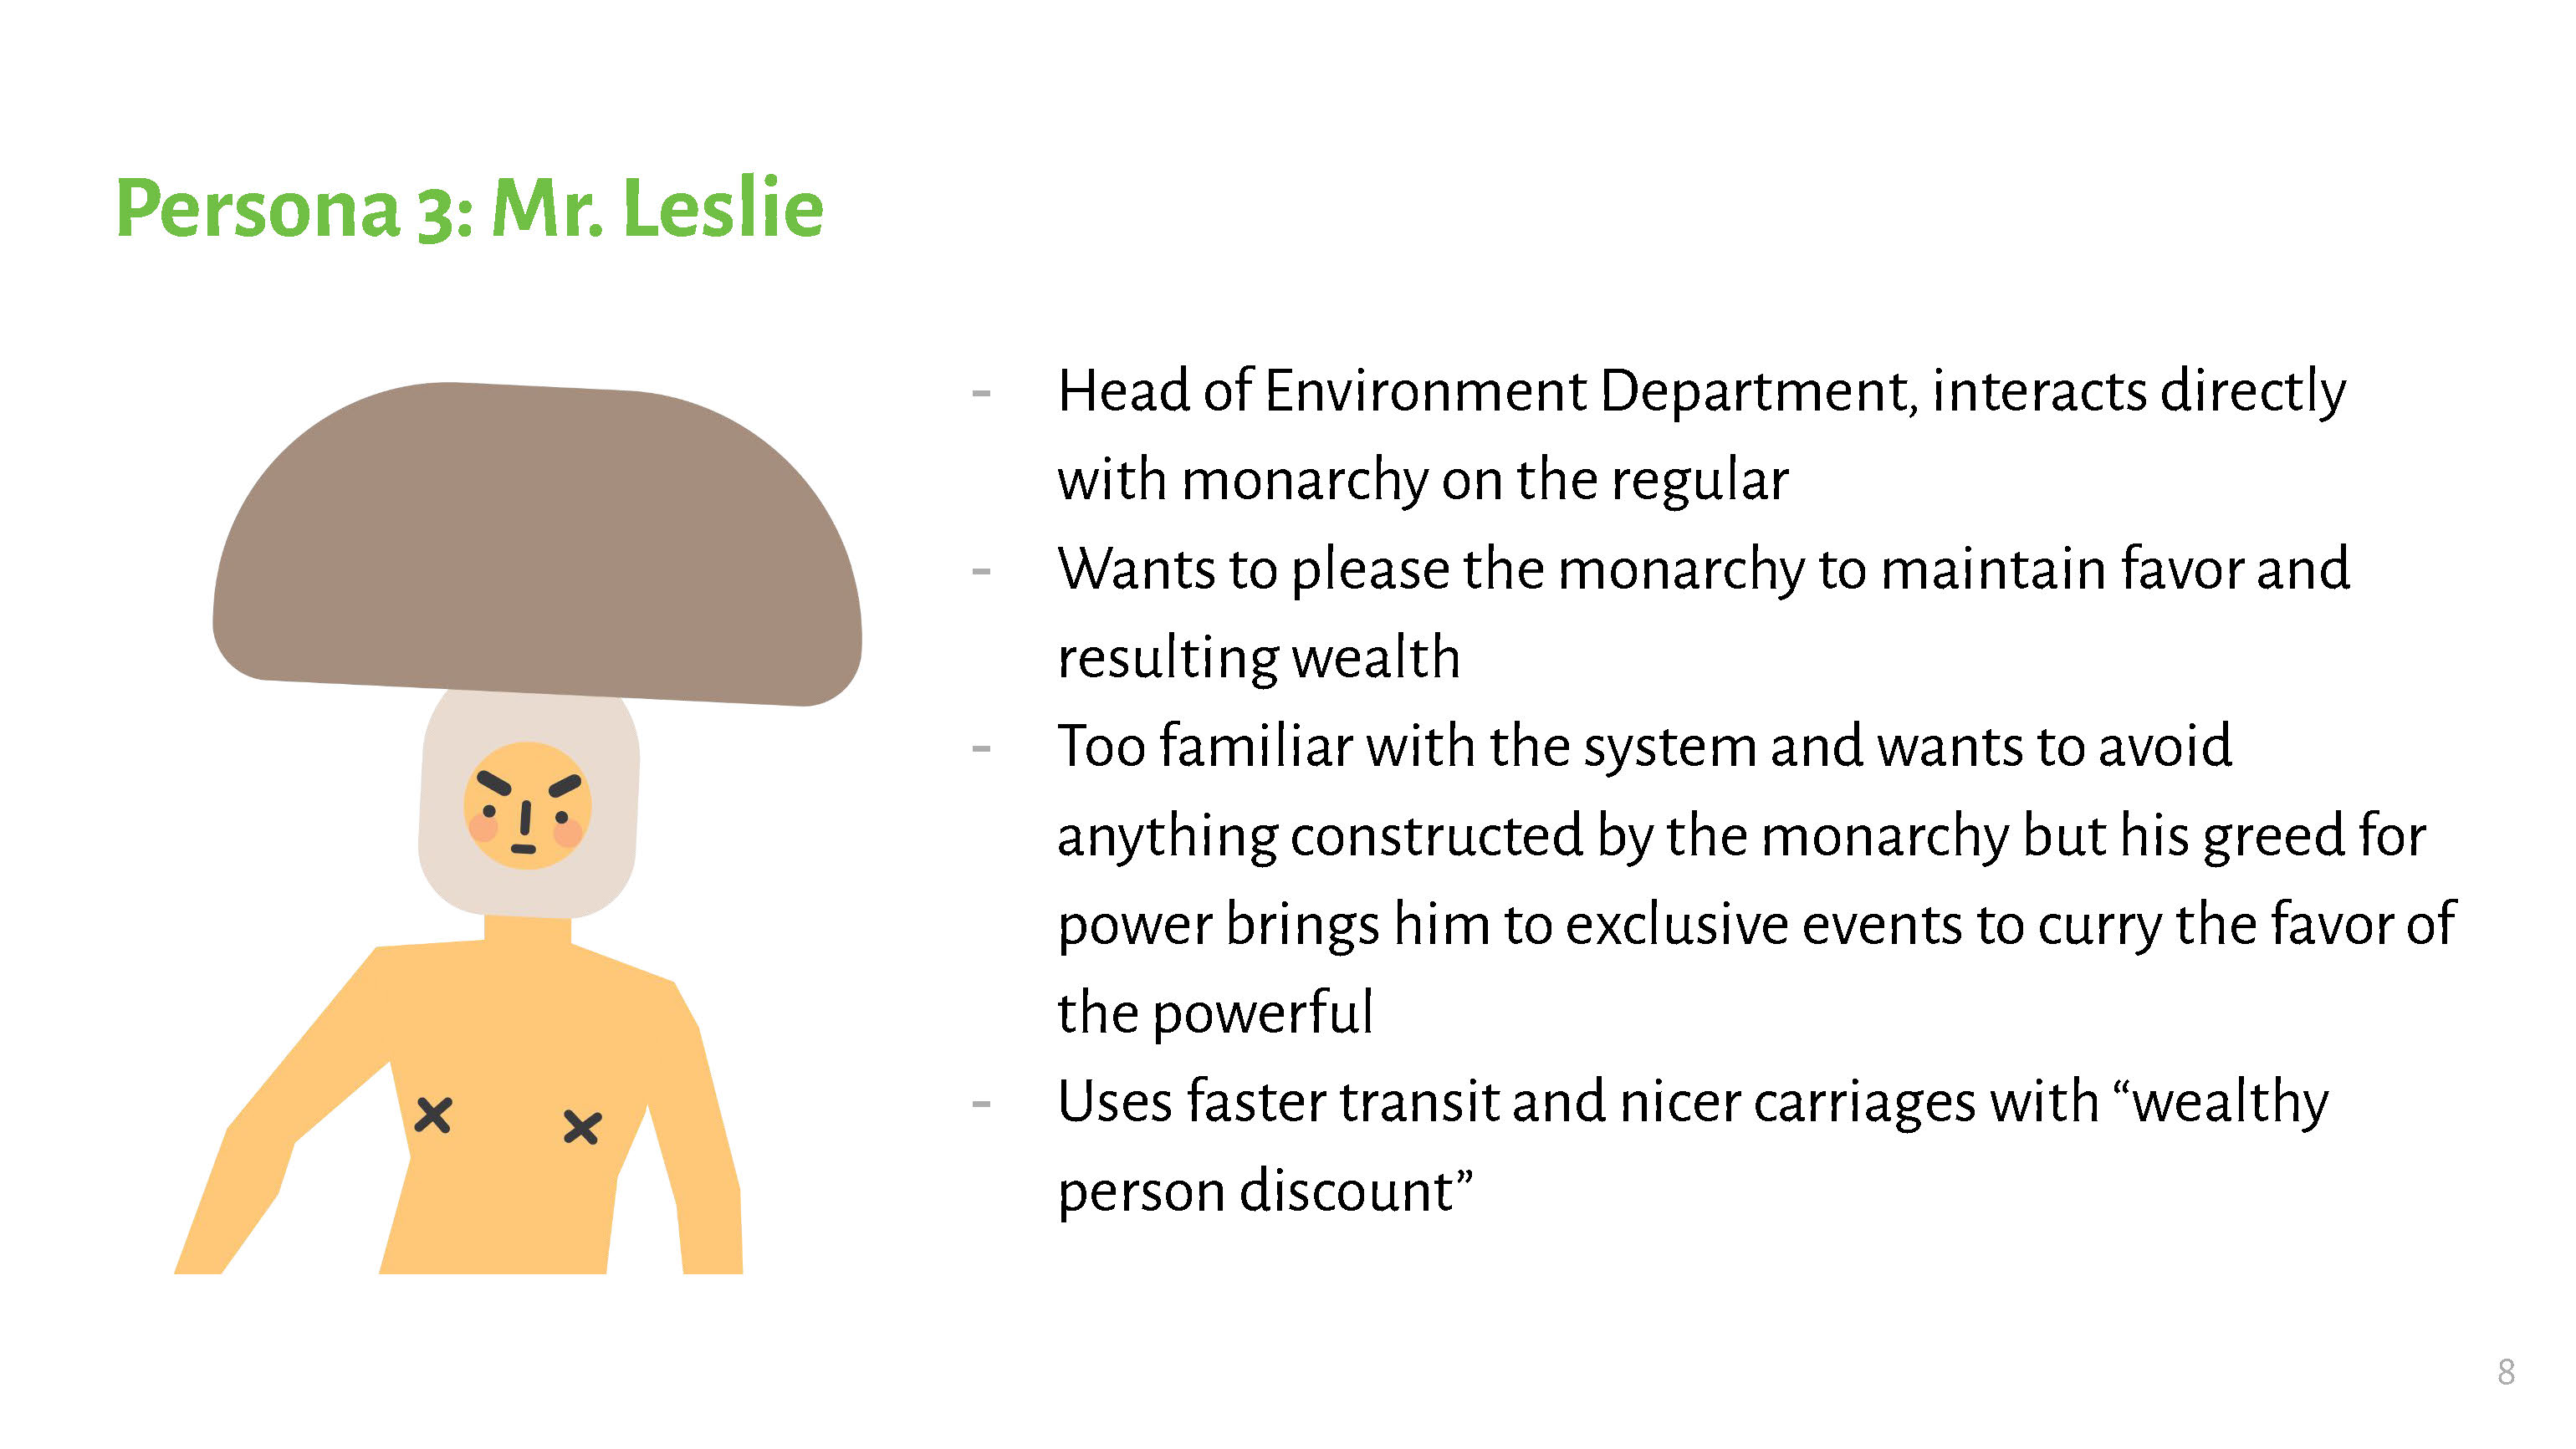 Persona 3: Mr. Leslie
- Head of Environment Department, interacts directly
with monarchy on the regular
- Wants to please the monarchy to maintain favor and
resulting wealth
- Too familiar with the system and wants to avoid
anything constructed by the monarchy but his greed for
power brings him to exclusive events to curry the favor of
the powerful
- Uses faster transit and nicer carriages with “wealthy
person discount”
8